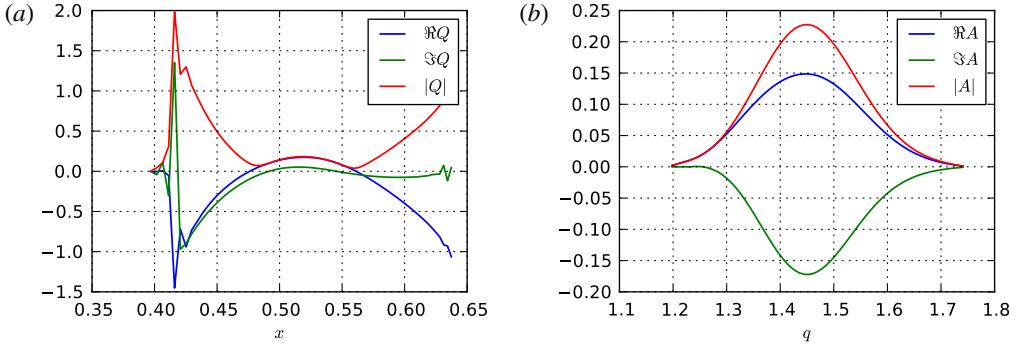 (a)
2.0
1.5
1.0
0.5
0.0
−0.5
−1.0
−1.5
0.35 0.40 0.45 0.50 0.55 0.60 0.65
x
ℜQ
ℑQ
|Q|
(b)
0.25
0.20
0.15
0.10
0.05
0.00
−0.05
−0.10
−0.15
−0.20
1.1 1.2 1.3 1.4 1.5 1.6 1.7 1.8
q
ℜA
ℑA
|A|